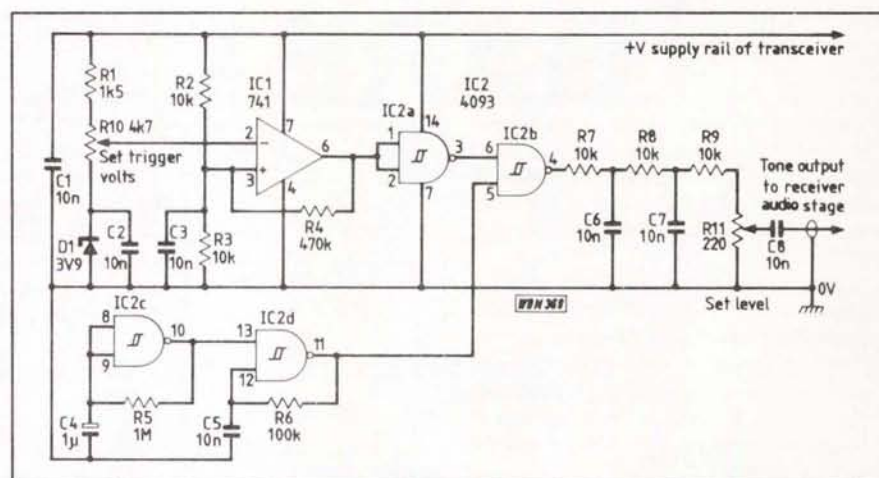 +V supply rail of transceiver
R1
1k5
R2
10k
IC1
741
IC2
4093
IC2a
14
7
R10 4k7
Set trigger
volts
2
3
−
+
6
4
1
2
3
7
IC2b
6
5
4
R7
10k
R8
10k
R9
10k
Tone output
to receiver
audio stage
C1
10n
R4
470k
C6
10n
C7
10n
R11
220
C8
10n
D1
3V9
C2
10n
C3
10n
R3
10k
0V
Set level
IC2c
8
9
10
IC2d
13
12
11
C4
1µ
R5
1M
C5
10n
R6
100k